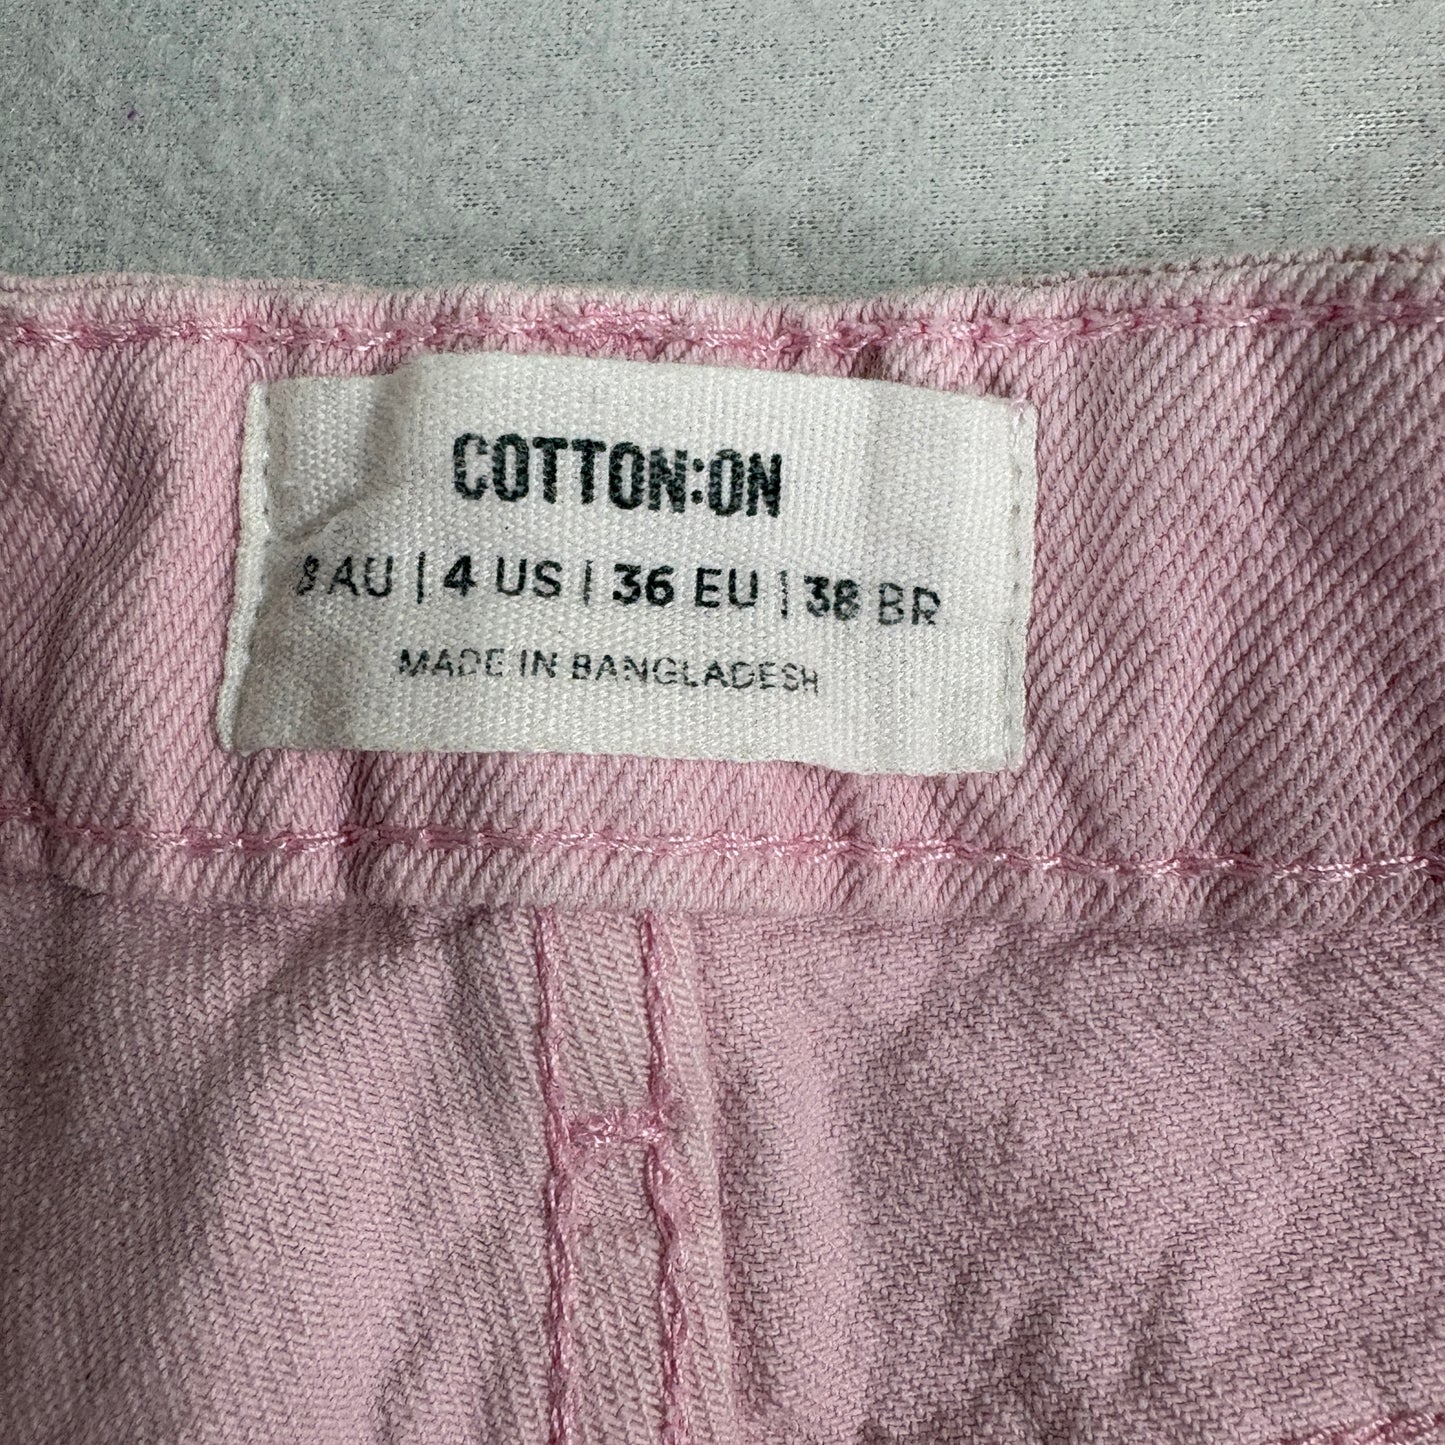 COTTON:ON
8 AU | 4 US | 36 EU | 38 BR
MADE IN BANGLADESH